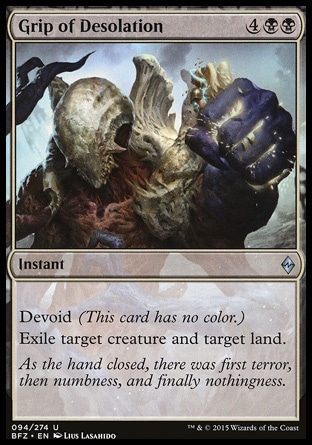 Grip of Desolation 4
Instant
Devoid (This card has no color.)
Exile target creature and target land.
As the hand closed, there was first terror,
then numbness, and finally nothingness.
094/274 U
BFZ • EN Lius Lasahido
™ & © 2015 Wizards of the Coast